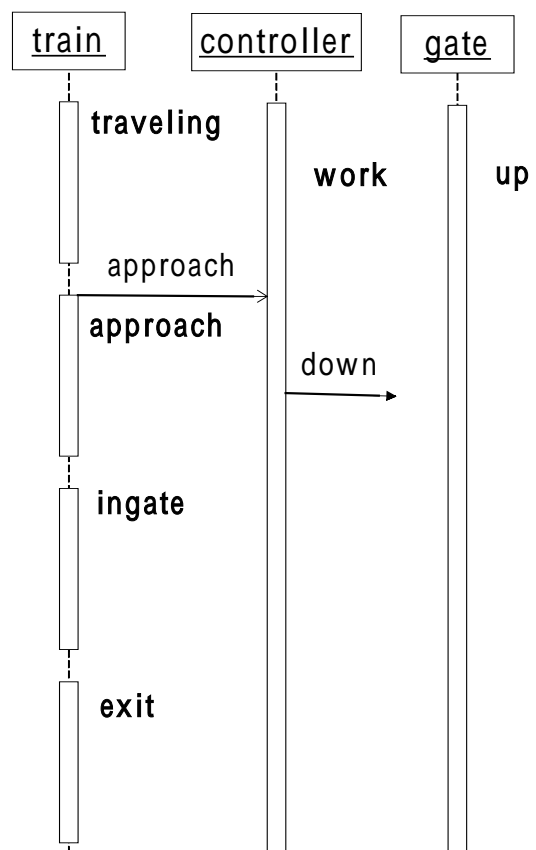 train
controller
gate
traveling
work
up
approach
approach
down
ingate
exit